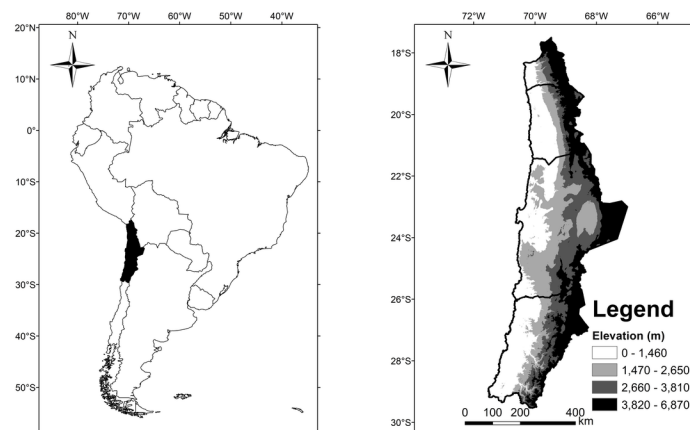 80°W 70°W 60°W 50°W 40°W
20°N
10°N
0°
10°S
20°S
30°S
40°S
50°S
N
72°W 70°W 68°W 66°W
18°S
20°S
22°S
24°S
26°S
28°S
30°S
N
Legend
Elevation (m)
0 - 1,460
1,470 - 2,650
2,660 - 3,810
3,820 - 6,870
0 100 200 400
km